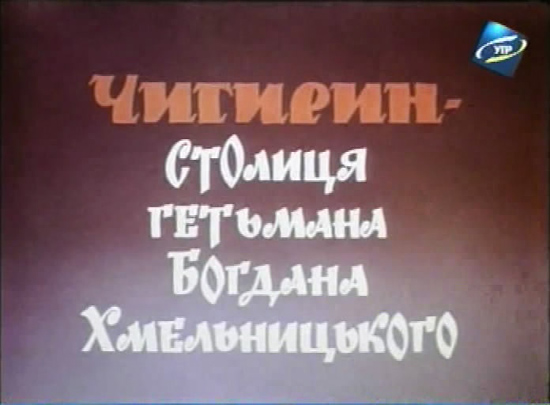 УТР
Чигирин-
столиця
гетьмана
Богдана
Хмельницького